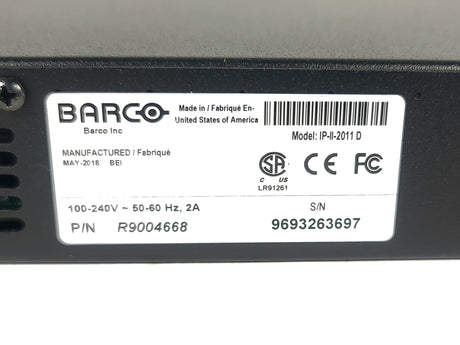 BARCO
Barco Inc
Made in / Fabriqué En-
United States of America
Model: IP-II-2011 D
MANUFACTURED / Fabriqué
MAY-2018 BEI
SA
C US
LR91261
CE FC
100-240V ~ 50-60 Hz, 2A
P/N R9004668
S/N
9693263697